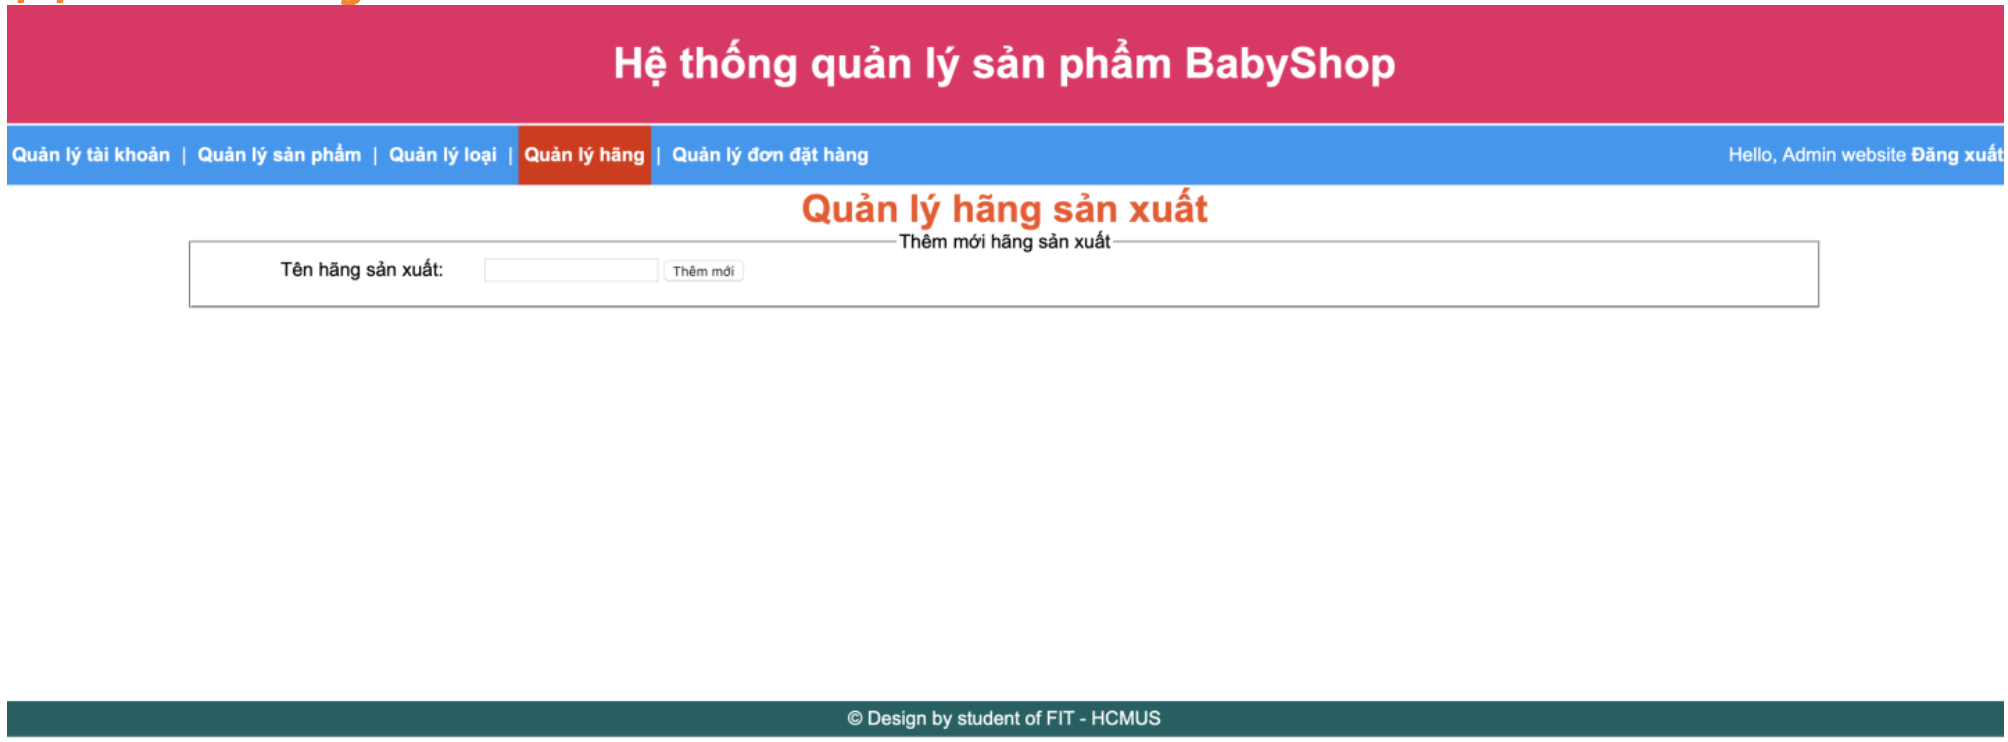 Hệ thống quản lý sản phẩm BabyShop
Quản lý tài khoản | Quản lý sản phẩm | Quản lý loại | Quản lý hãng | Quản lý đơn đặt hàng Hello, Admin website Đăng xuất
Quản lý hãng sản xuất
Thêm mới hãng sản xuất
Tên hãng sản xuất: Thêm mới
© Design by student of FIT - HCMUS